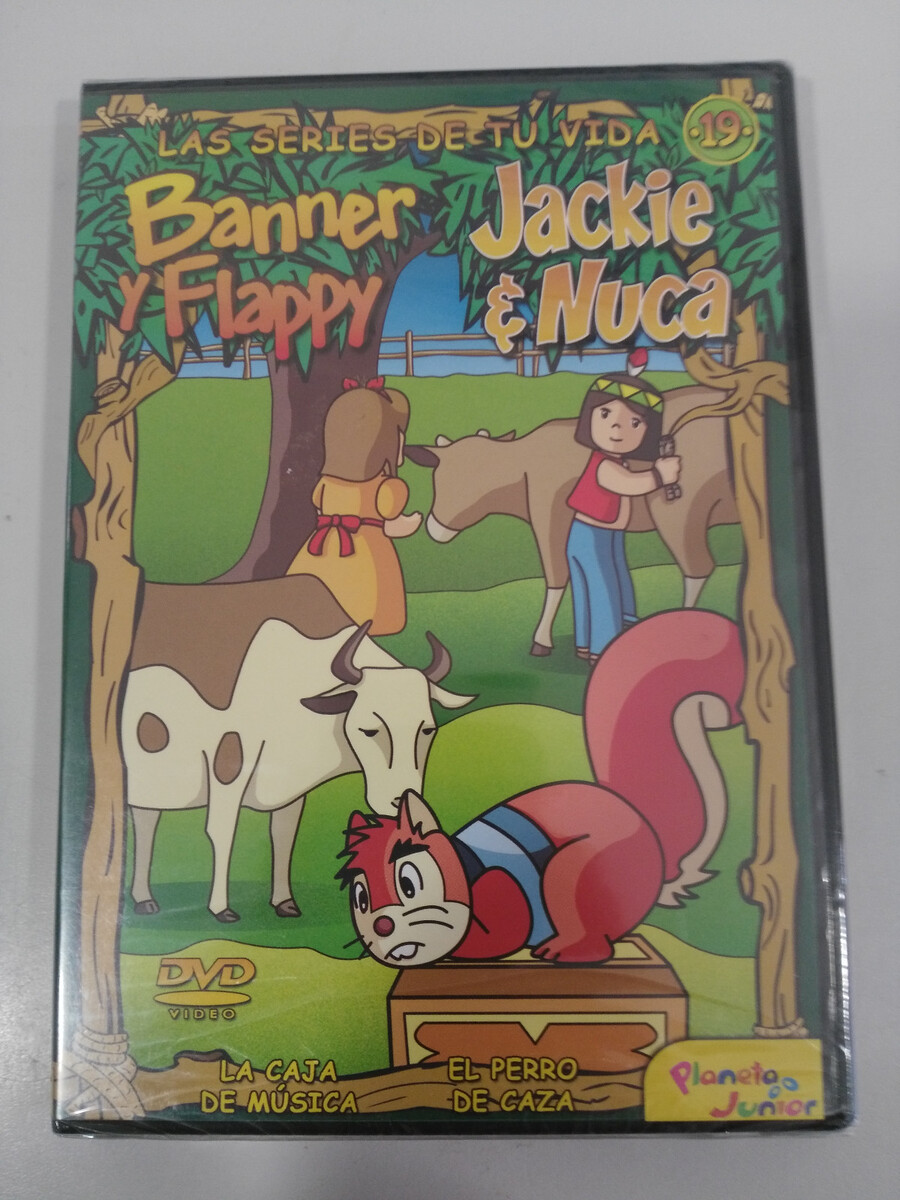 LAS SERIES DE TU VIDA
·19·
Banner
y Flappy
Jackie
& Nuca
DVD
VIDEO
LA CAJA
DE MÚSICA
EL PERRO
DE CAZA
Planeta
Junior